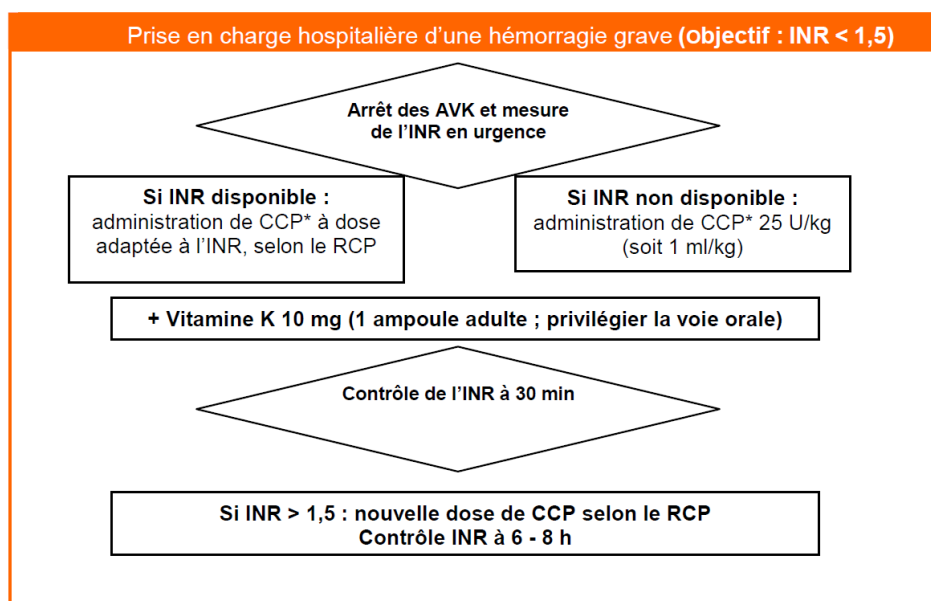 Prise en charge hospitalière d'une hémorragie grave (objectif : INR < 1,5)
Arrêt des AVK et mesure
de l'INR en urgence
Si INR disponible :
administration de CCP* à dose
adaptée à l'INR, selon le RCP
Si INR non disponible :
administration de CCP* 25 U/kg
(soit 1 ml/kg)
+ Vitamine K 10 mg (1 ampoule adulte ; privilégier la voie orale)
Contrôle de l'INR à 30 min
Si INR > 1,5 : nouvelle dose de CCP selon le RCP
Contrôle INR à 6 - 8 h